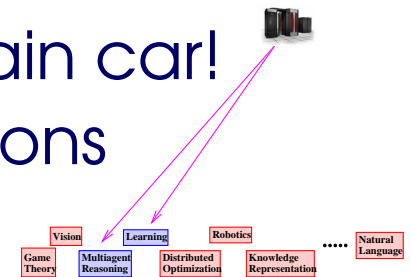 ain car!
ons
Vision
Learning
Robotics
.....
Natural
Language
Game
Theory
Multiagent
Reasoning
Distributed
Optimization
Knowledge
Representation